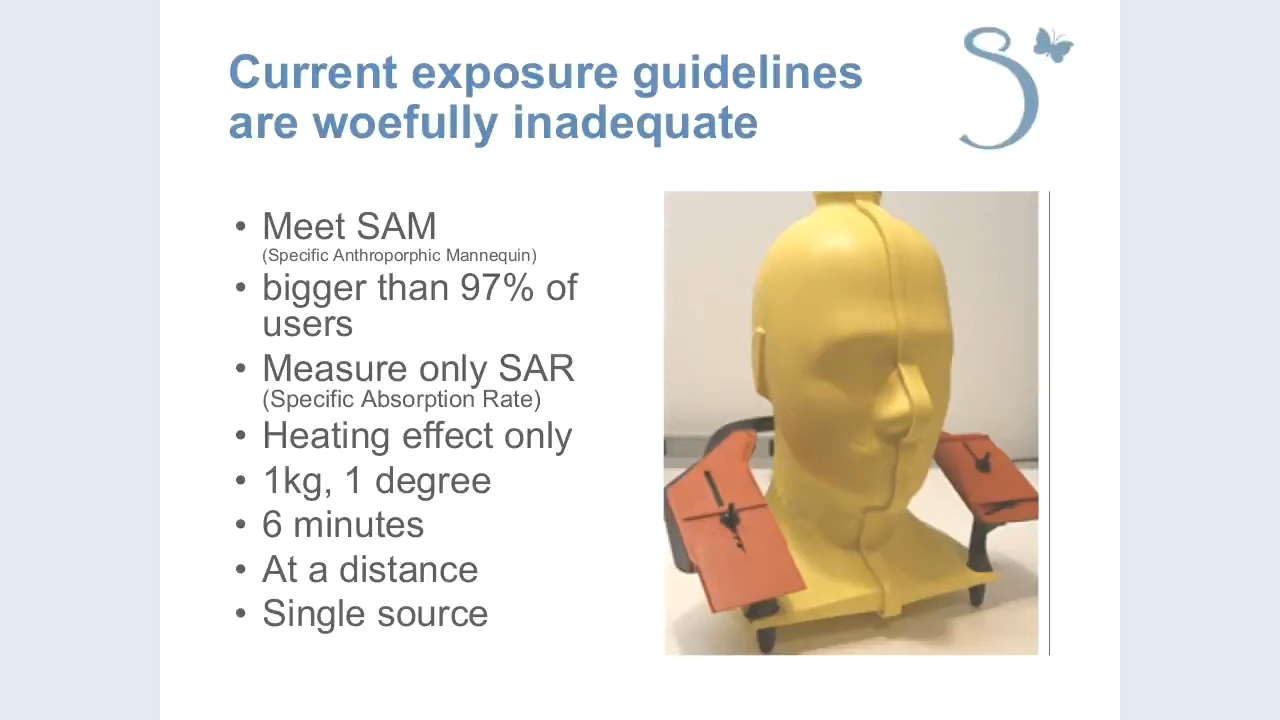 Current exposure guidelines
are woefully inadequate
S
• Meet SAM
(Specific Anthroporphic Mannequin)
• bigger than 97% of
users
• Measure only SAR
(Specific Absorption Rate)
• Heating effect only
• 1kg, 1 degree
• 6 minutes
• At a distance
• Single source